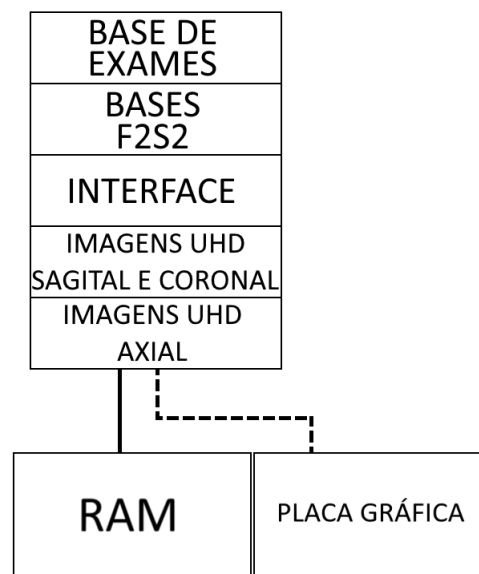 BASE DE
EXAMES
BASES
F2S2
INTERFACE
IMAGENS UHD
SAGITAL E CORONAL
IMAGENS UHD
AXIAL
RAM
PLACA GRÁFICA